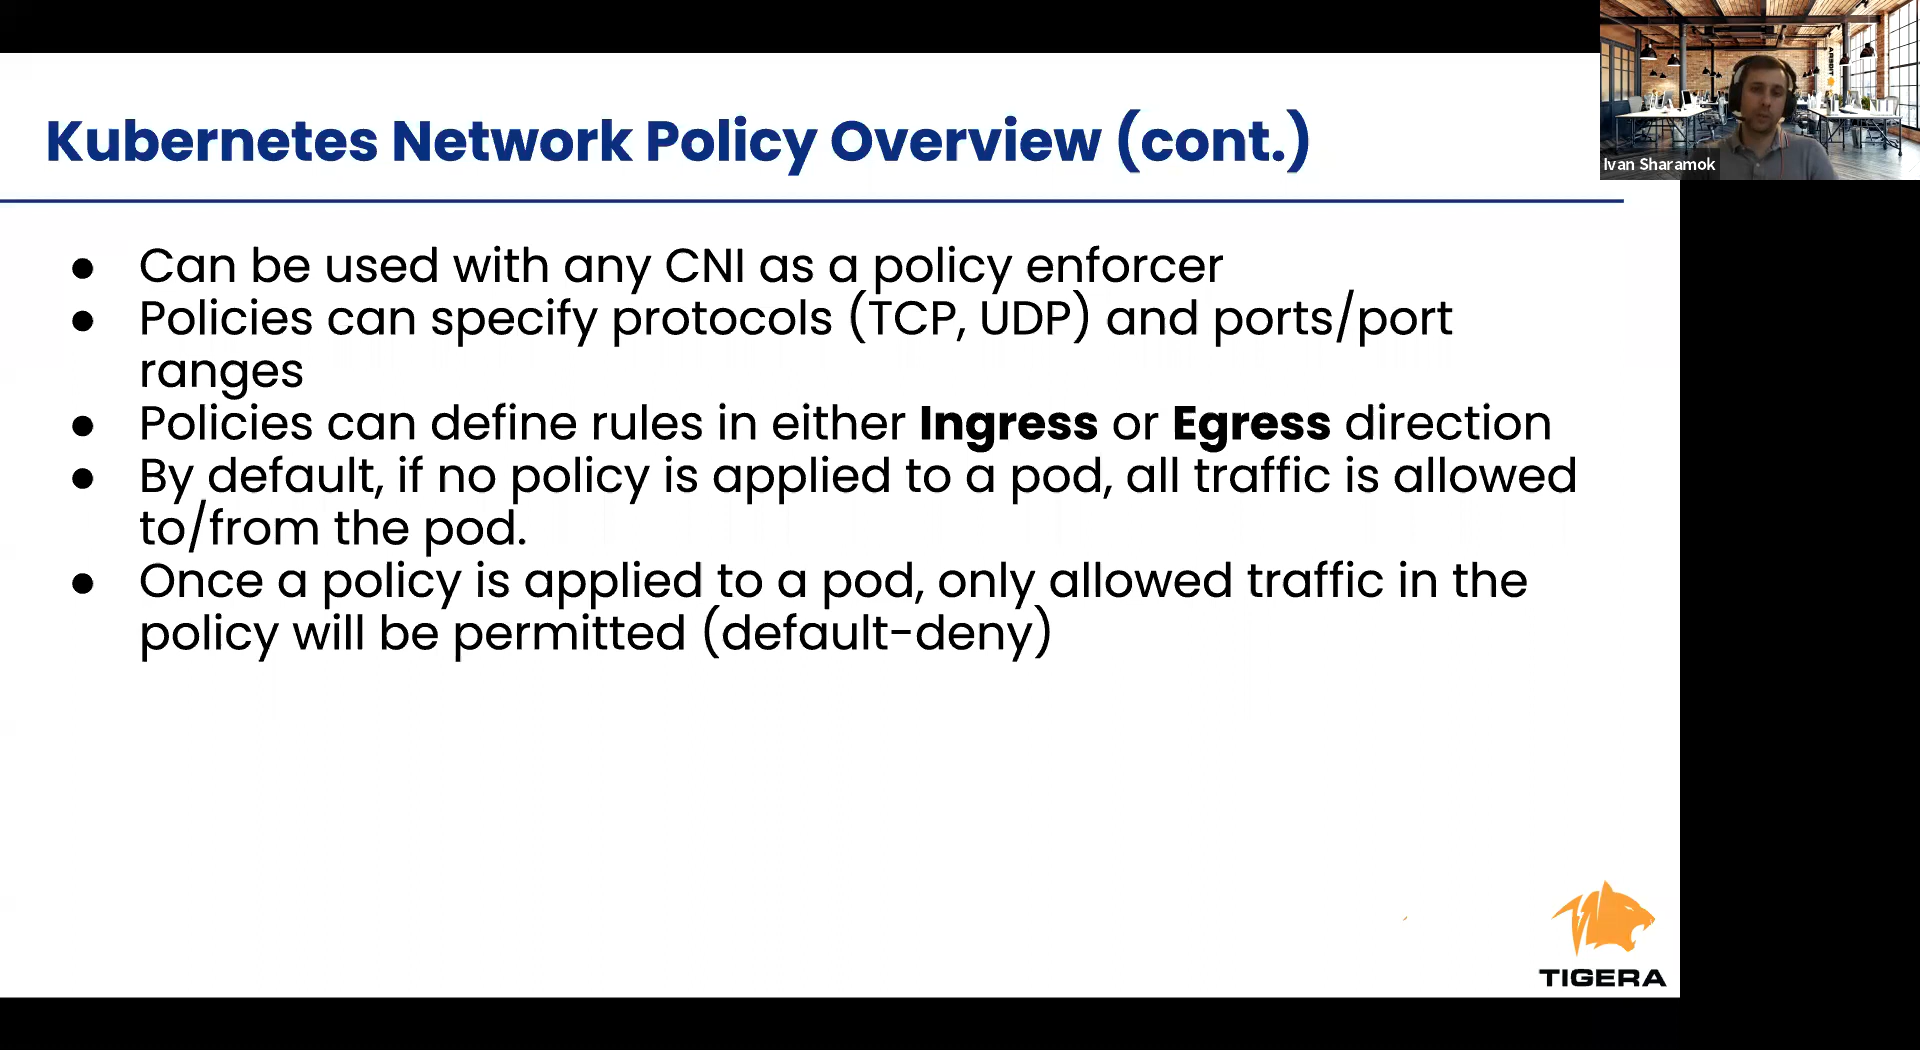 Kubernetes Network Policy Overview (cont.)
Ivan Sharamok
● Can be used with any CNI as a policy enforcer
● Policies can specify protocols (TCP, UDP) and ports/port
ranges
● Policies can define rules in either Ingress or Egress direction
● By default, if no policy is applied to a pod, all traffic is allowed
to/from the pod.
● Once a policy is applied to a pod, only allowed traffic in the
policy will be permitted (default-deny)
TIGERA